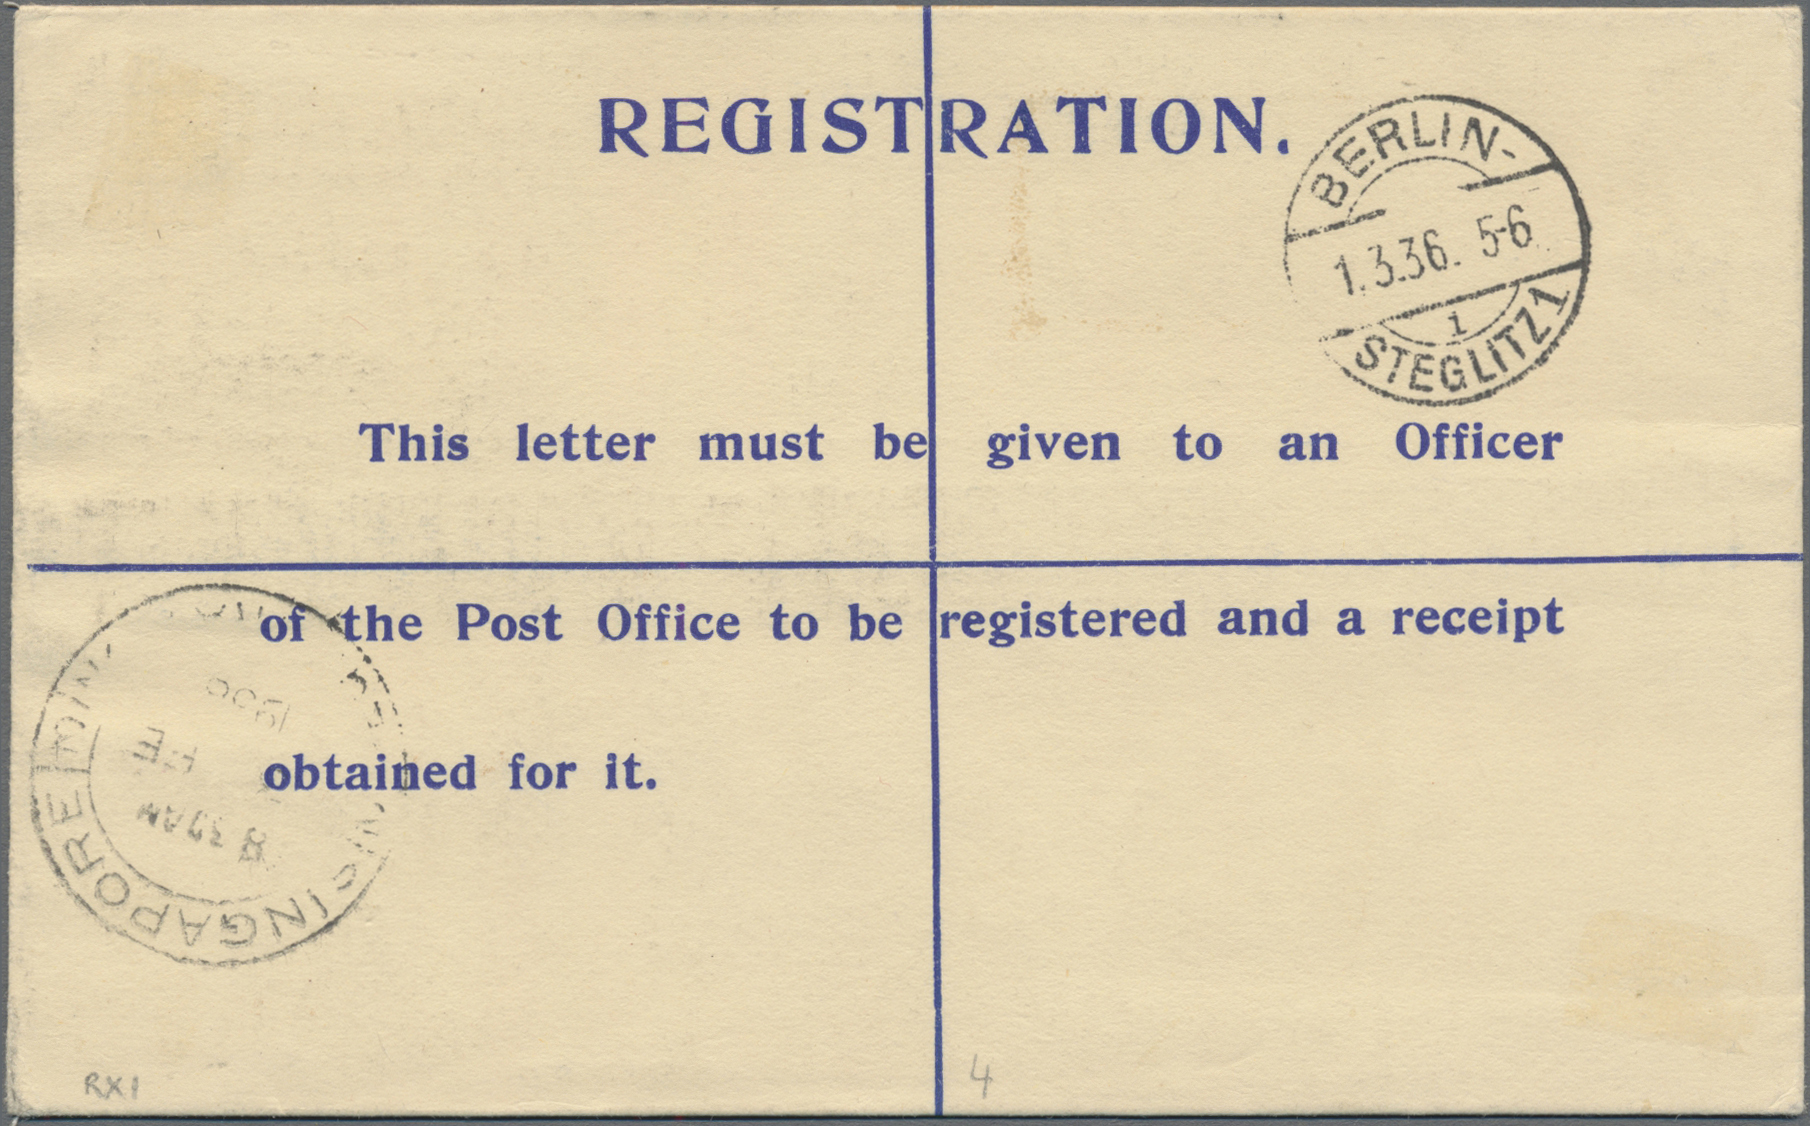 REGISTRATION.
BERLIN-
1.3.36. 5-6
1
STEGLITZ 1
This letter must be given to an Officer
of the Post Office to be registered and a receipt
obtained for it.
SINGAPORE
8 30 AM
RX1
4